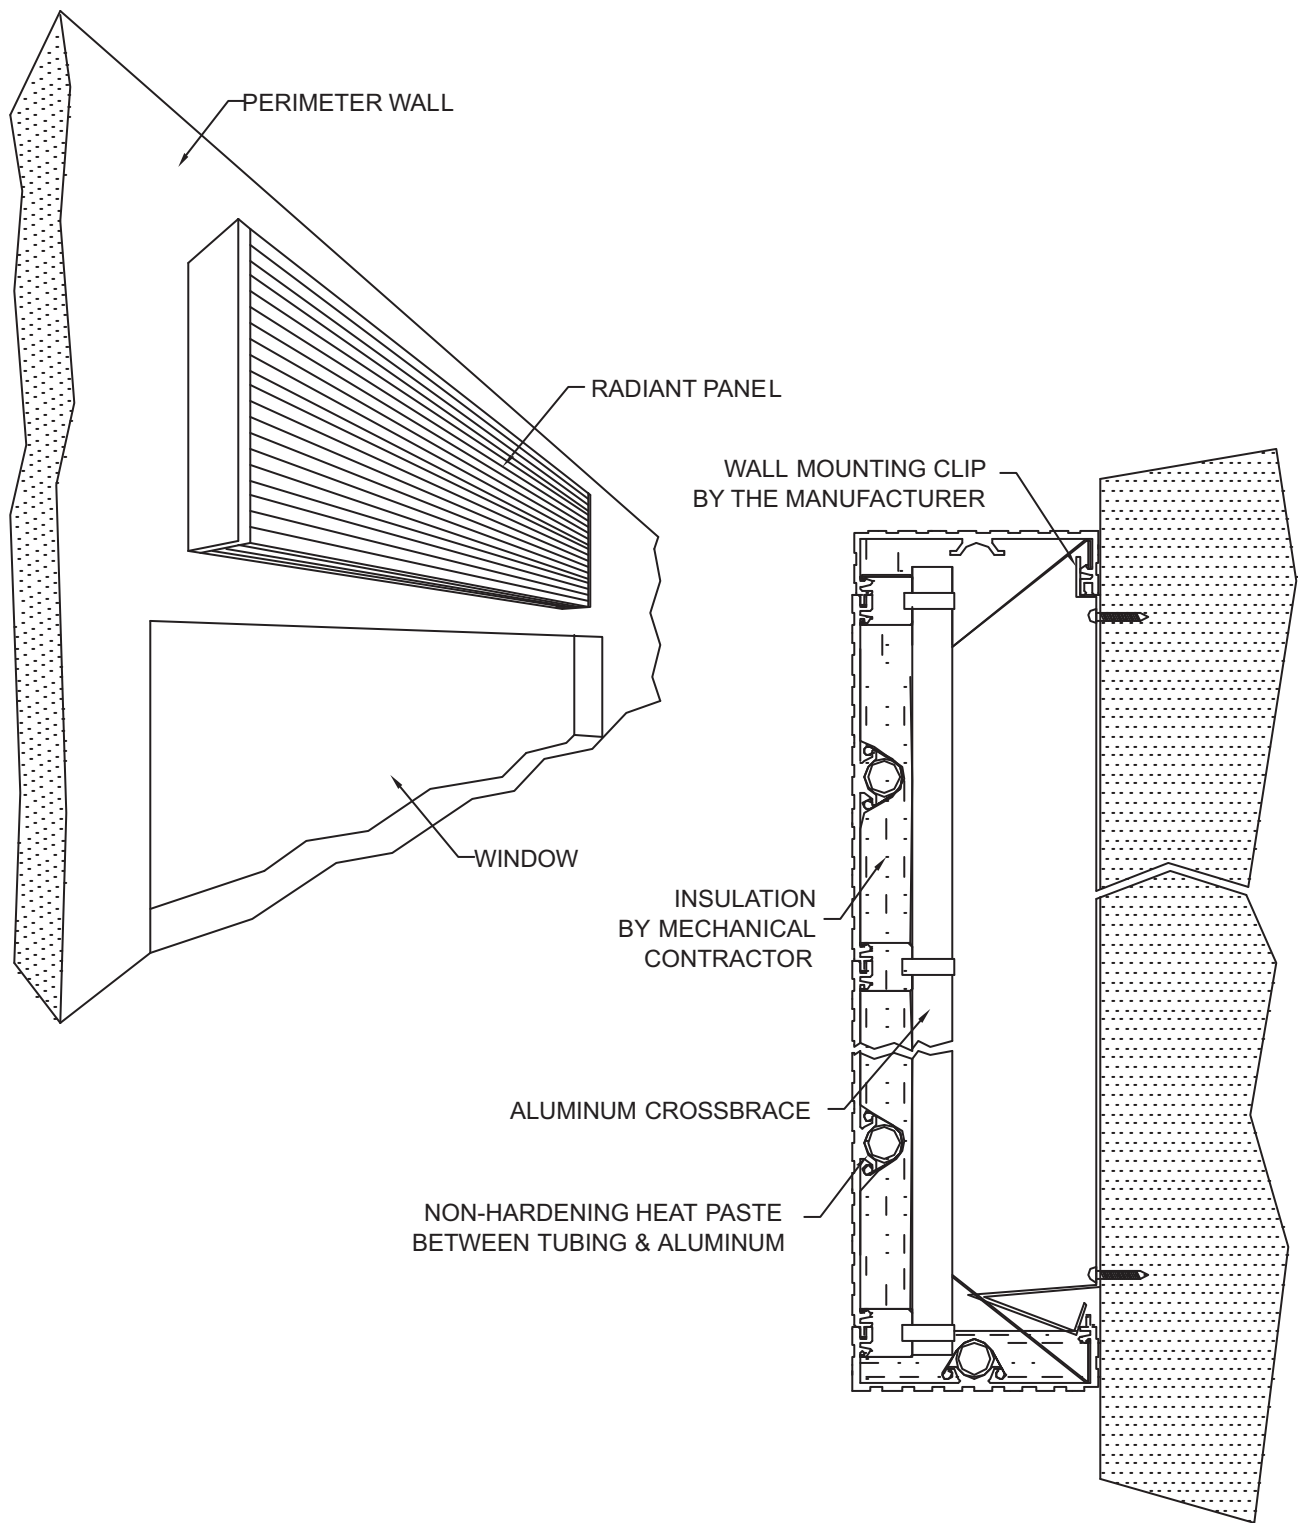 PERIMETER WALL
RADIANT PANEL
WALL MOUNTING CLIP
BY THE MANUFACTURER
WINDOW
INSULATION
BY MECHANICAL
CONTRACTOR
ALUMINUM CROSSBRACE
NON-HARDENING HEAT PASTE
BETWEEN TUBING & ALUMINUM